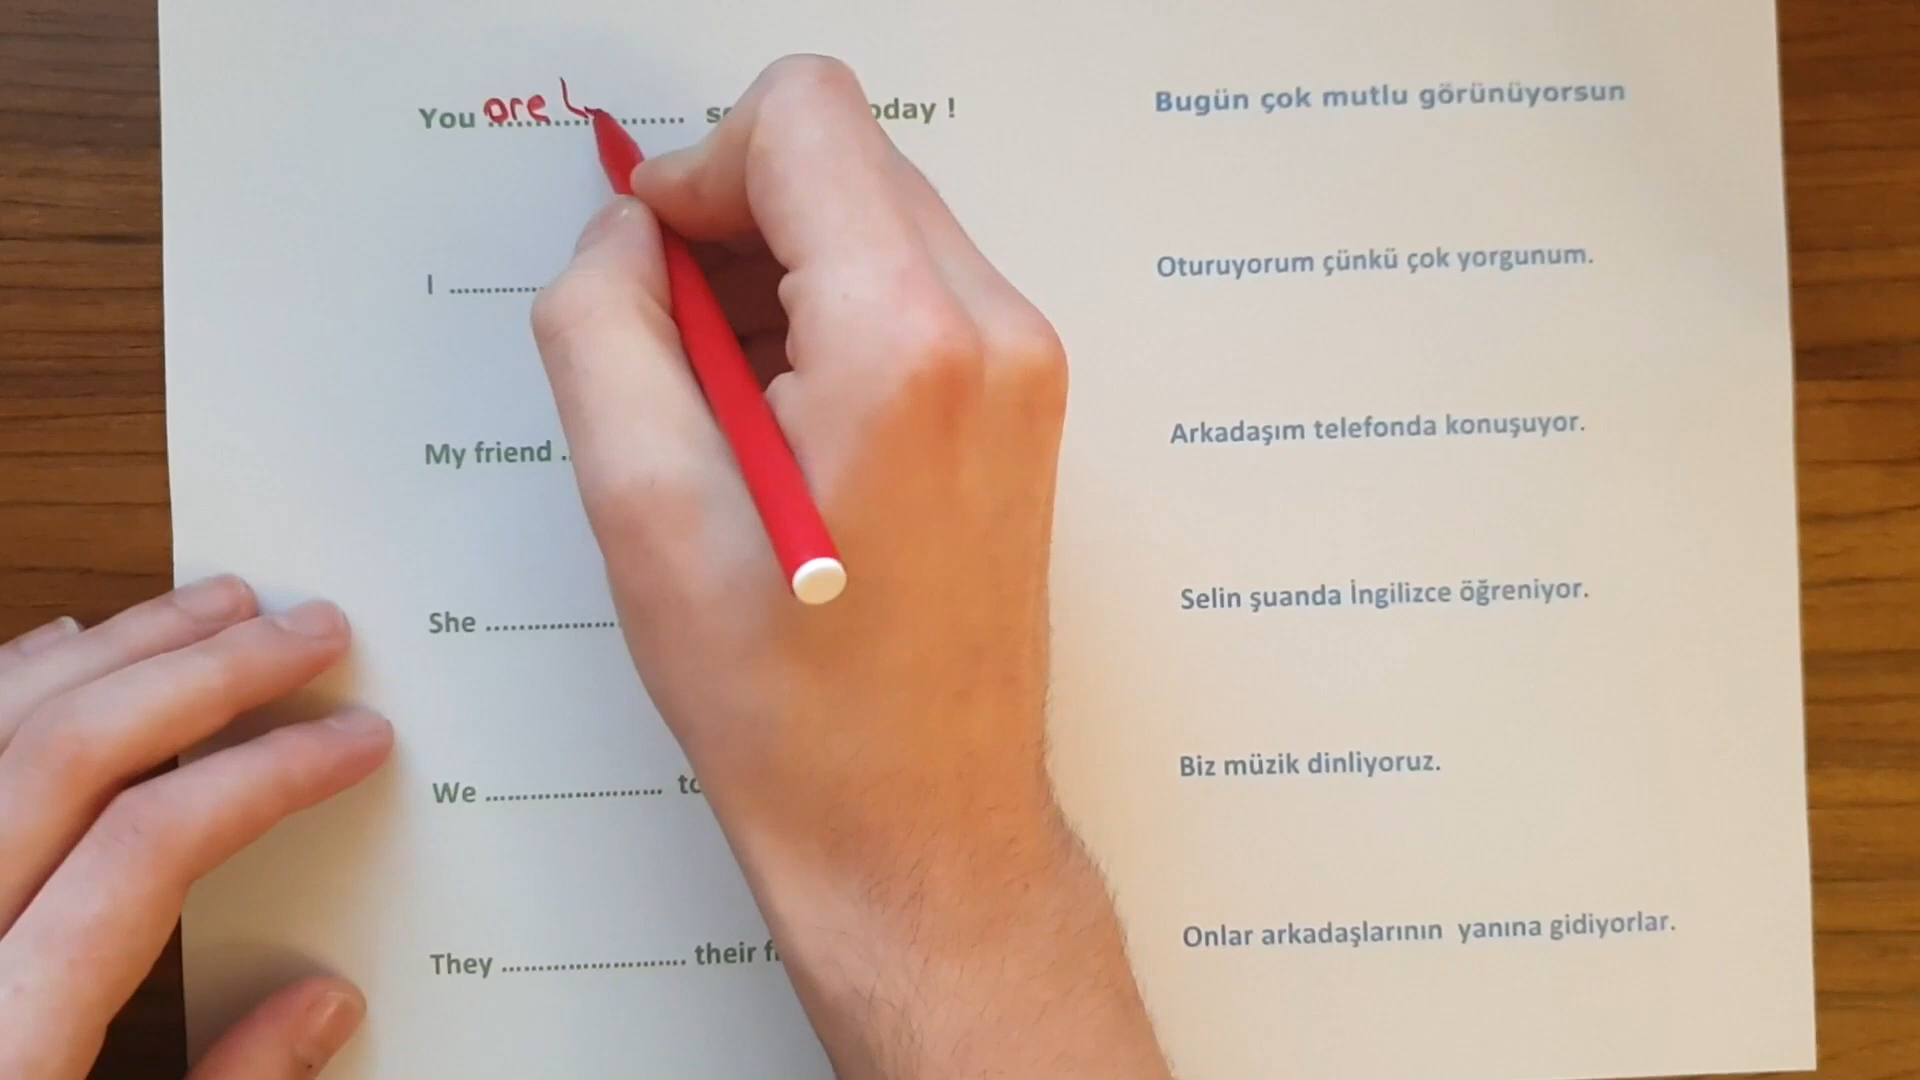 You are ............ today !
Bugün çok mutlu görünüyorsun
I ............
Oturuyorum çünkü çok yorgunum.
My friend ..
Arkadaşım telefonda konuşuyor.
She ..................
Selin şuanda İngilizce öğreniyor.
We ........................
Biz müzik dinliyoruz.
They ......................... their
Onlar arkadaşlarının yanına gidiyorlar.